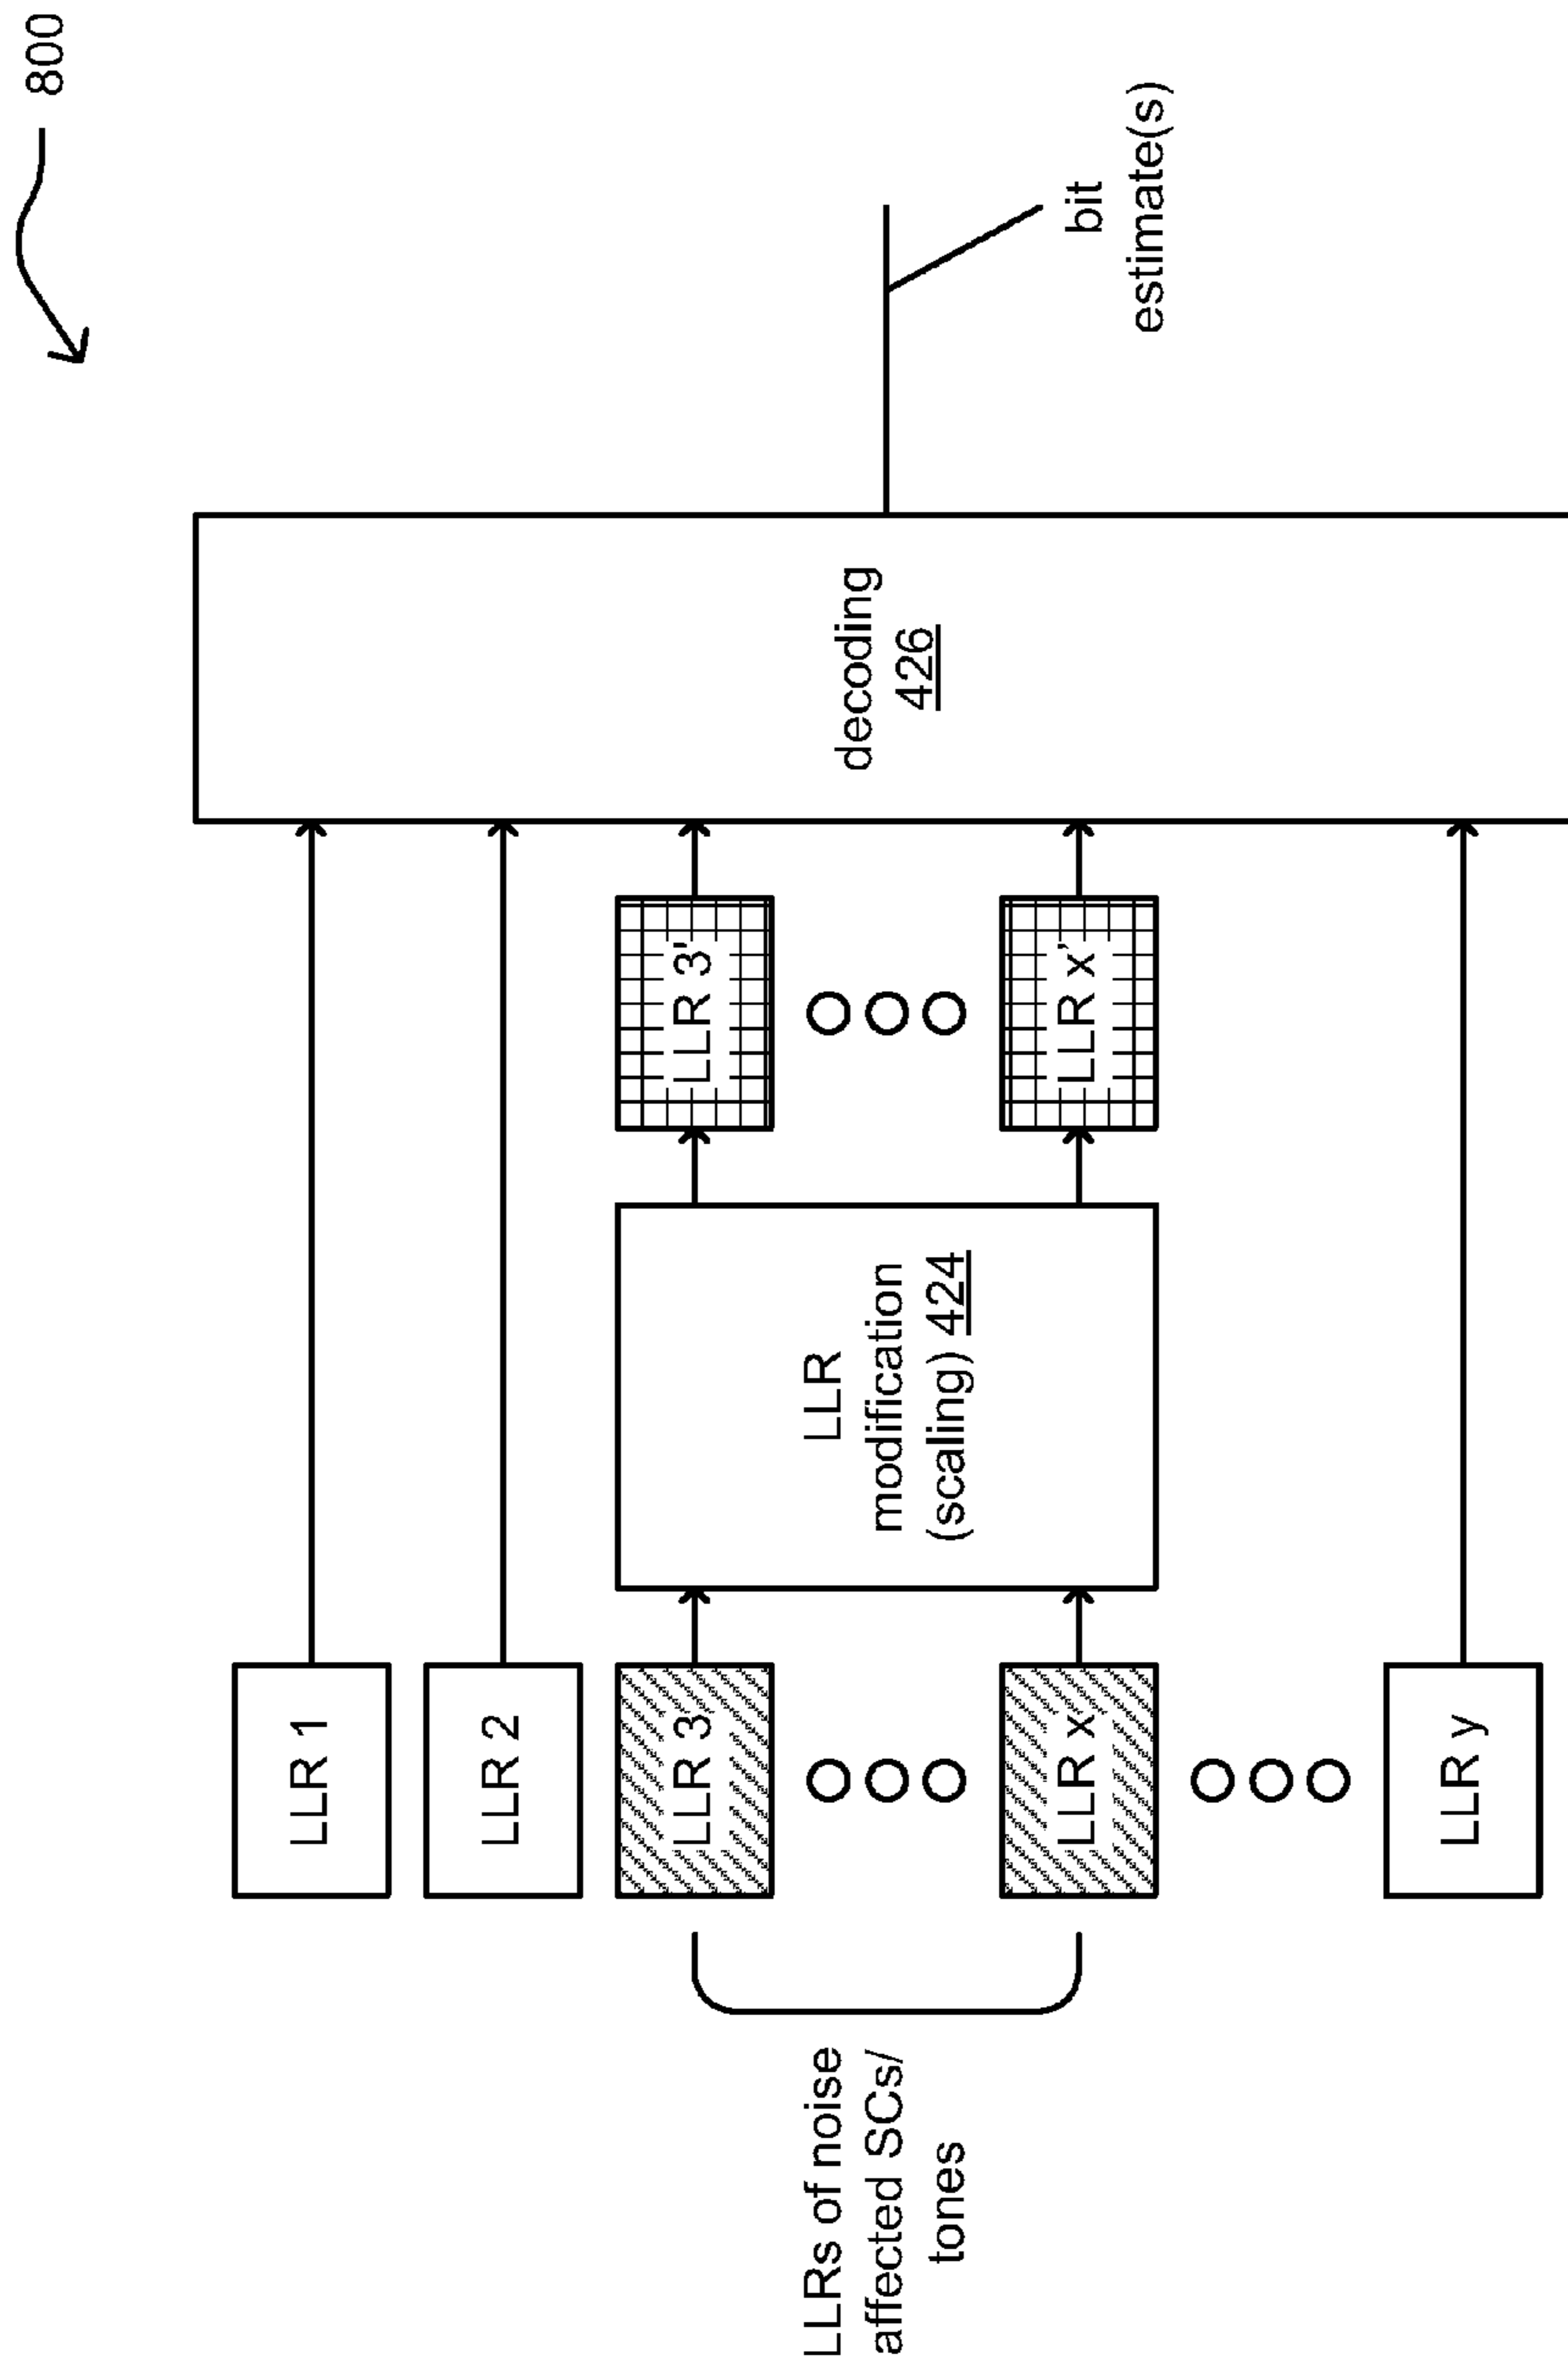 800
LLR 1
LLR 2
LLR 3
LLR x
LLR y
LLRs of noise
affected SCs/
tones
LLR
modification
(scaling) 424
LLR 3'
LLR x'
decoding
426
bit
estimate(s)